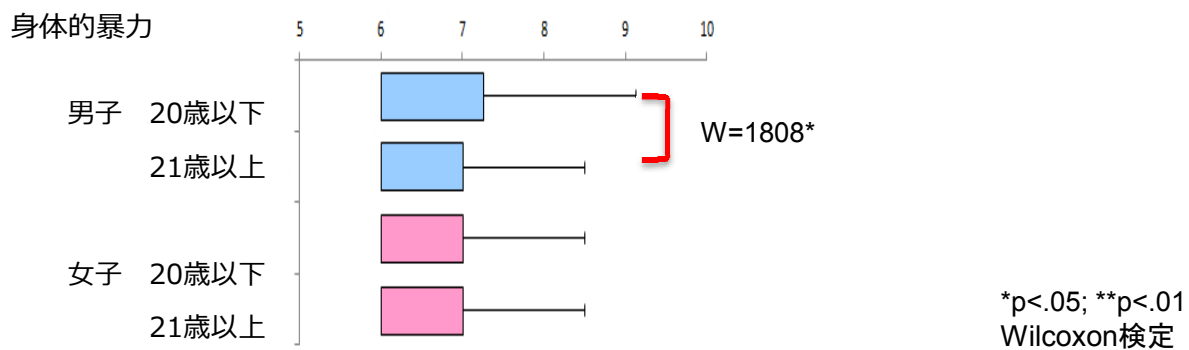 身体的暴力
5 6 7 8 9 10
男子 20歳以下
21歳以上
W=1808*
女子 20歳以下
21歳以上
*p<.05; **p<.01
Wilcoxon検定